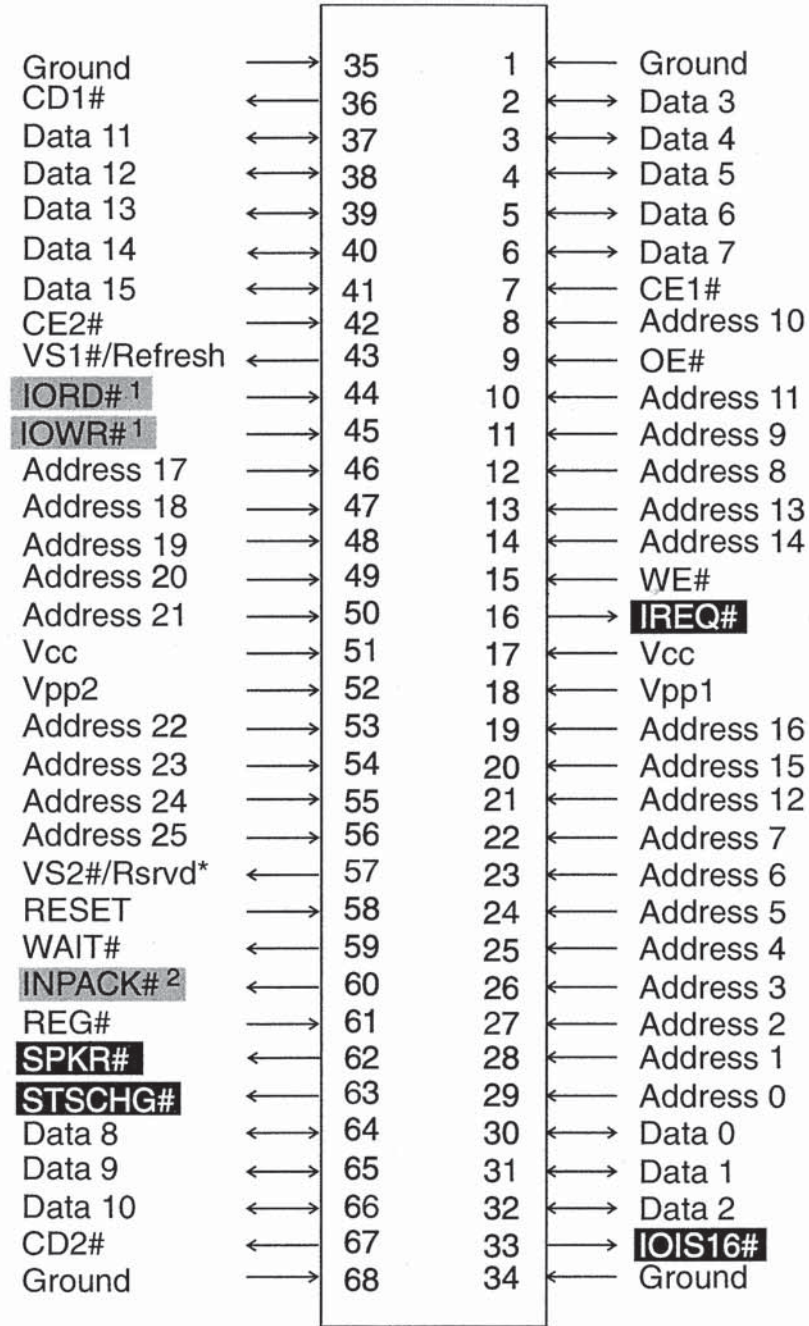 Ground 35 1 Ground
CD1# 36 2 Data 3
Data 11 37 3 Data 4
Data 12 38 4 Data 5
Data 13 39 5 Data 6
Data 14 40 6 Data 7
Data 15 41 7 CE1#
CE2# 42 8 Address 10
VS1#/Refresh 43 9 OE#
IORD# 1 44 10 Address 11
IOWR# 1 45 11 Address 9
Address 17 46 12 Address 8
Address 18 47 13 Address 13
Address 19 48 14 Address 14
Address 20 49 15 WE#
Address 21 50 16 IREQ#
Vcc 51 17 Vcc
Vpp2 52 18 Vpp1
Address 22 53 19 Address 16
Address 23 54 20 Address 15
Address 24 55 21 Address 12
Address 25 56 22 Address 7
VS2#/Rsrvd* 57 23 Address 6
RESET 58 24 Address 5
WAIT# 59 25 Address 4
INPACK# 2 60 26 Address 3
REG# 61 27 Address 2
SPKR# 62 28 Address 1
STSCHG# 63 29 Address 0
Data 8 64 30 Data 0
Data 9 65 31 Data 1
Data 10 66 32 Data 2
CD2# 67 33 IOIS16#
Ground 68 34 Ground